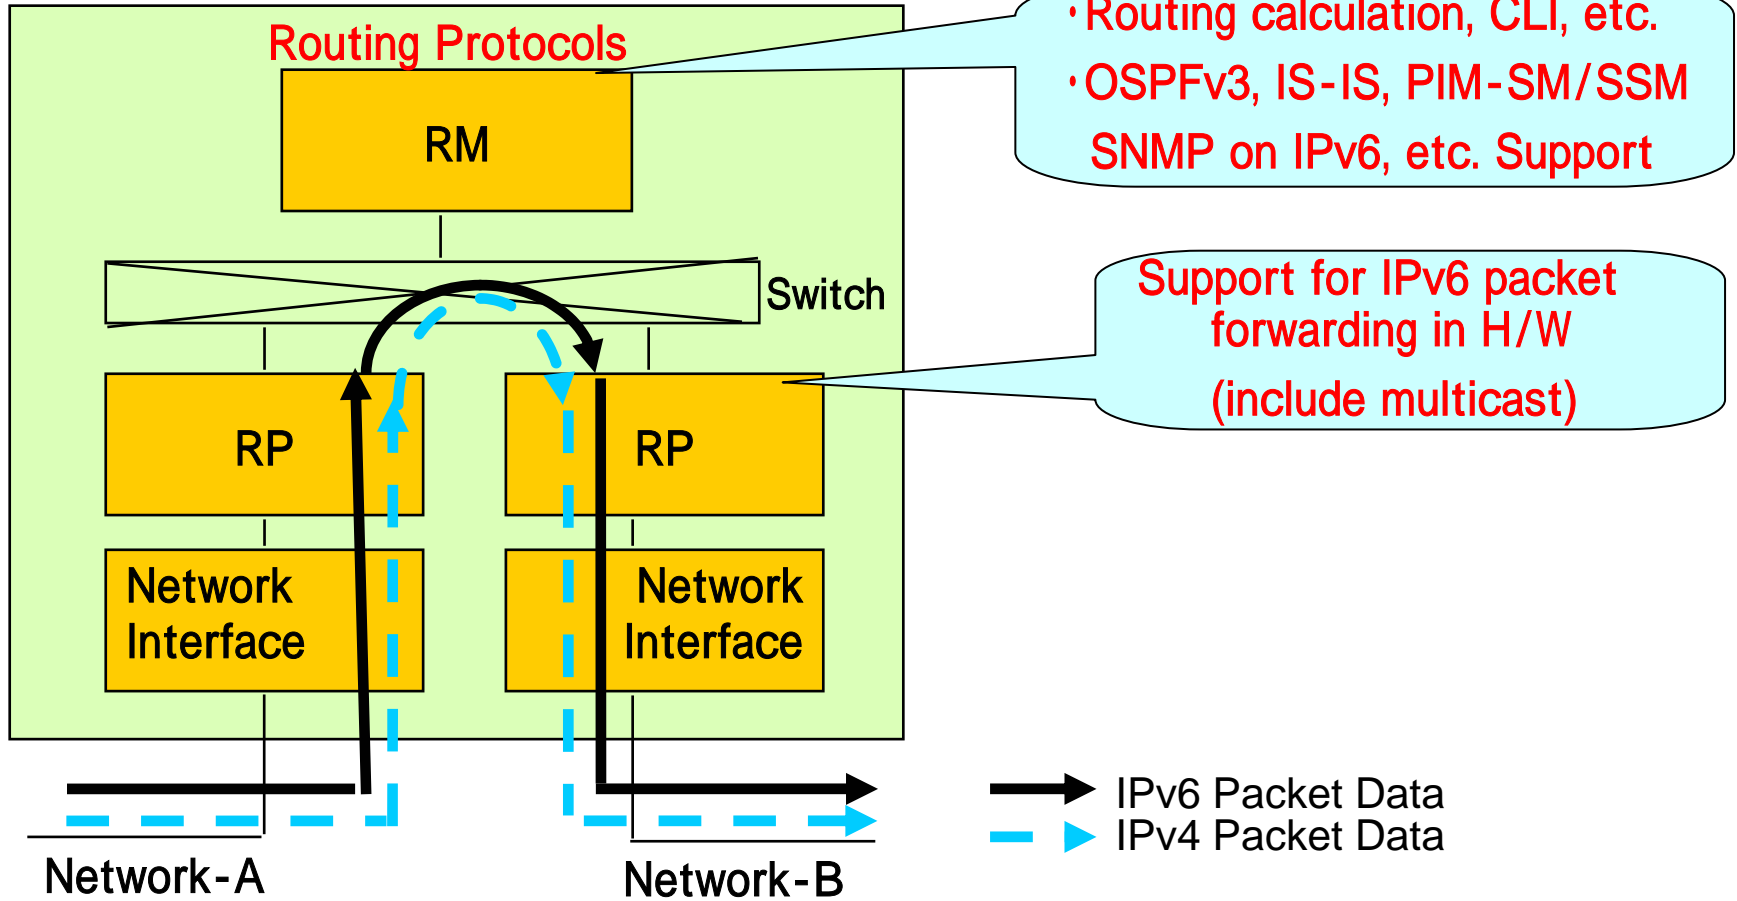 Routing Protocols
RM
・Routing calculation, CLI, etc.
・OSPFv3, IS-IS, PIM-SM/SSM
SNMP on IPv6, etc. Support
Switch
Support for IPv6 packet
forwarding in H/W
(include multicast)
RP
RP
Network
Interface
Network
Interface
IPv6 Packet Data
IPv4 Packet Data
Network-A
Network-B